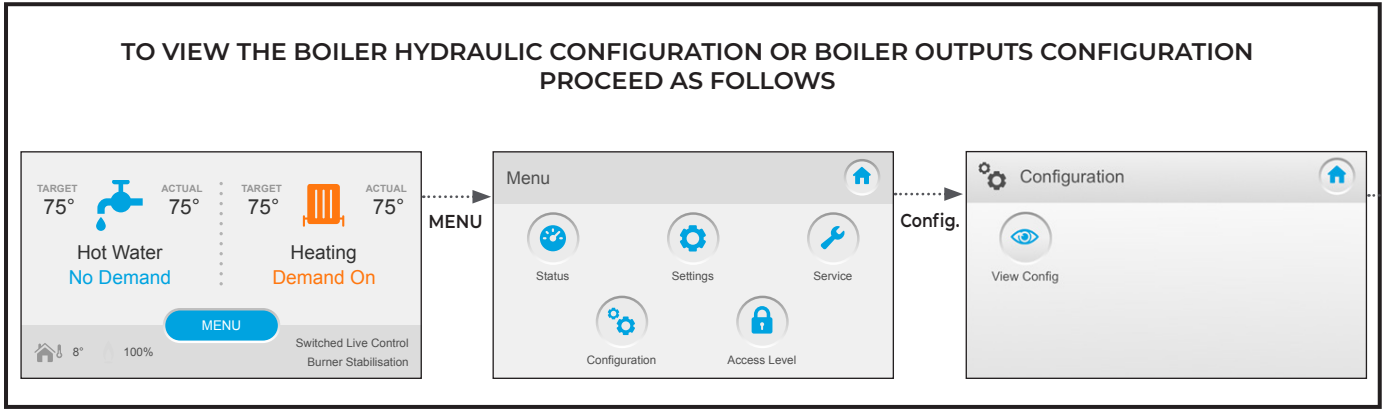 TO VIEW THE BOILER HYDRAULIC CONFIGURATION OR BOILER OUTPUTS CONFIGURATION
PROCEED AS FOLLOWS
TARGET
75°
ACTUAL
75°
TARGET
75°
ACTUAL
75°
Hot Water
No Demand
Heating
Demand On
MENU
8°
100%
Switched Live Control
Burner Stabilisation
MENU
Menu
Status
Settings
Service
Configuration
Access Level
Config.
Configuration
View Config